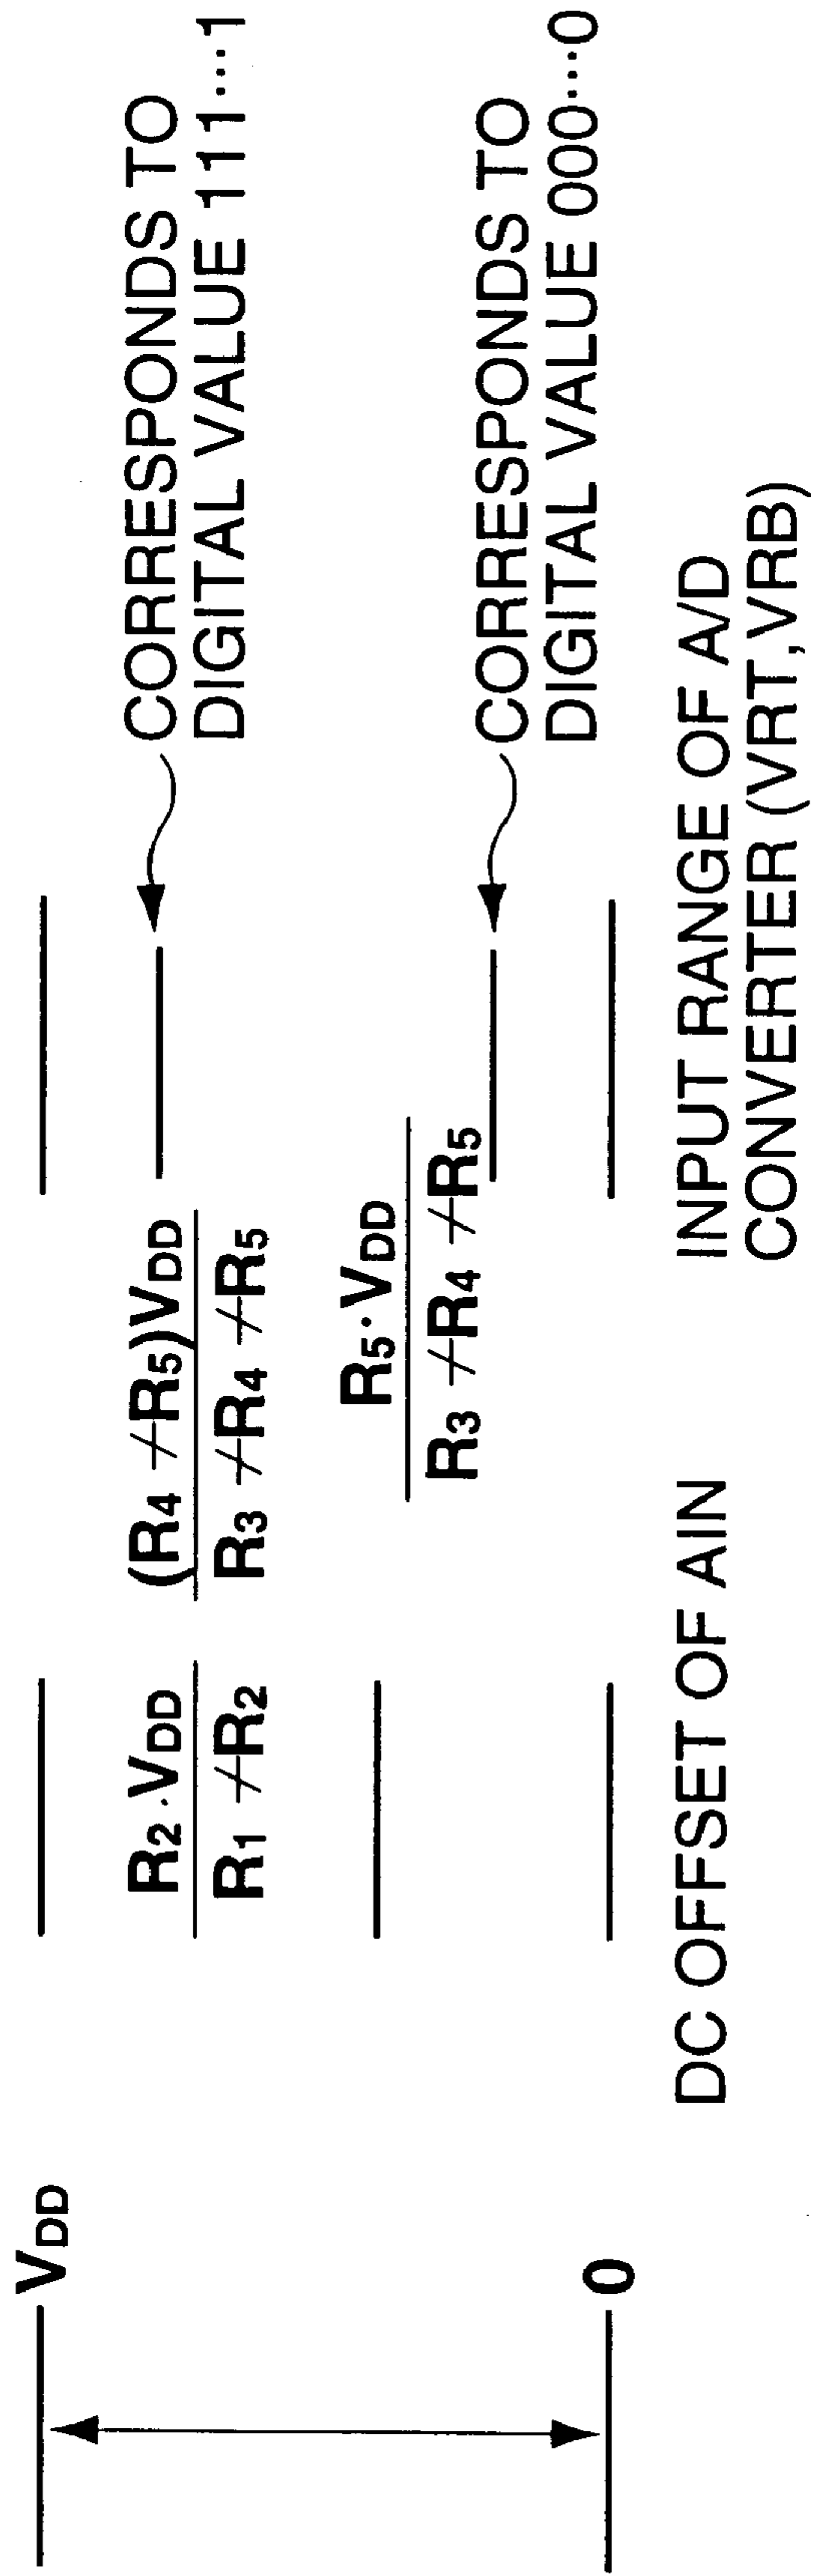 VDD
0
R2·VDD
R1 +R2
DC OFFSET OF AIN
(R4 +R5)VDD
R3 +R4 +R5
R5·VDD
R3 +R4 +R5
CORRESPONDS TO
DIGITAL VALUE 111···1
CORRESPONDS TO
DIGITAL VALUE 000···0
INPUT RANGE OF A/D
CONVERTER (VRT,VRB)